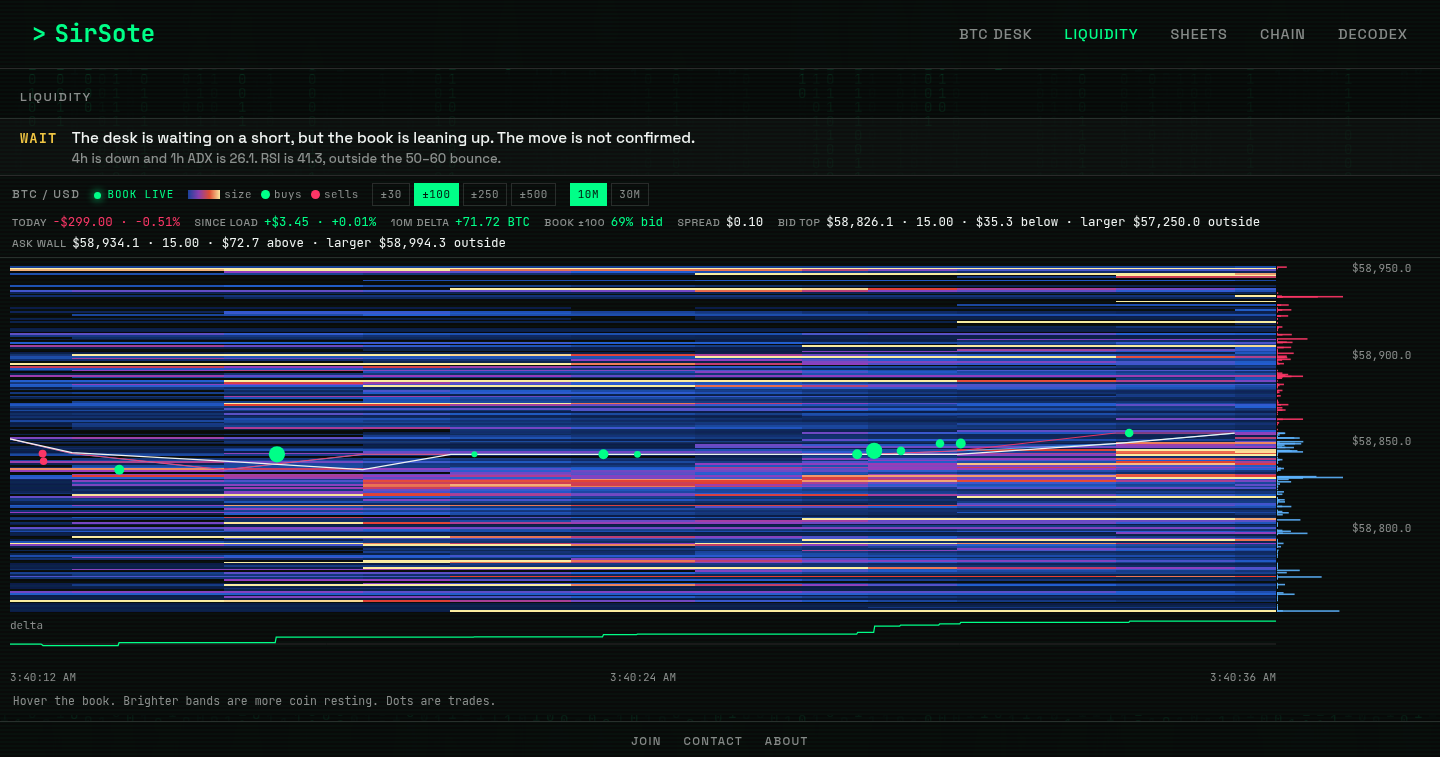 > SirSote
BTC DESK LIQUIDITY SHEETS CHAIN DECODEX
LIQUIDITY
WAIT The desk is waiting on a short, but the book is leaning up. The move is not confirmed.
4h is down and 1h ADX is 26.1. RSI is 41.3, outside the 50–60 bounce.
BTC / USD BOOK LIVE size buys sells ±30 ±100 ±250 ±500 10M 30M
TODAY -$299.00 · -0.51% SINCE LOAD +$3.45 · +0.01% 10M DELTA +71.72 BTC BOOK ±100 69% bid SPREAD $0.10 BID TOP $58,826.1 · 15.00 · $35.3 below · larger $57,250.0 outside
ASK WALL $58,934.1 · 15.00 · $72.7 above · larger $58,994.3 outside
$58,950.0
$58,900.0
$58,850.0
$58,800.0
delta
3:40:12 AM 3:40:24 AM 3:40:36 AM
Hover the book. Brighter bands are more coin resting. Dots are trades.
JOIN CONTACT ABOUT